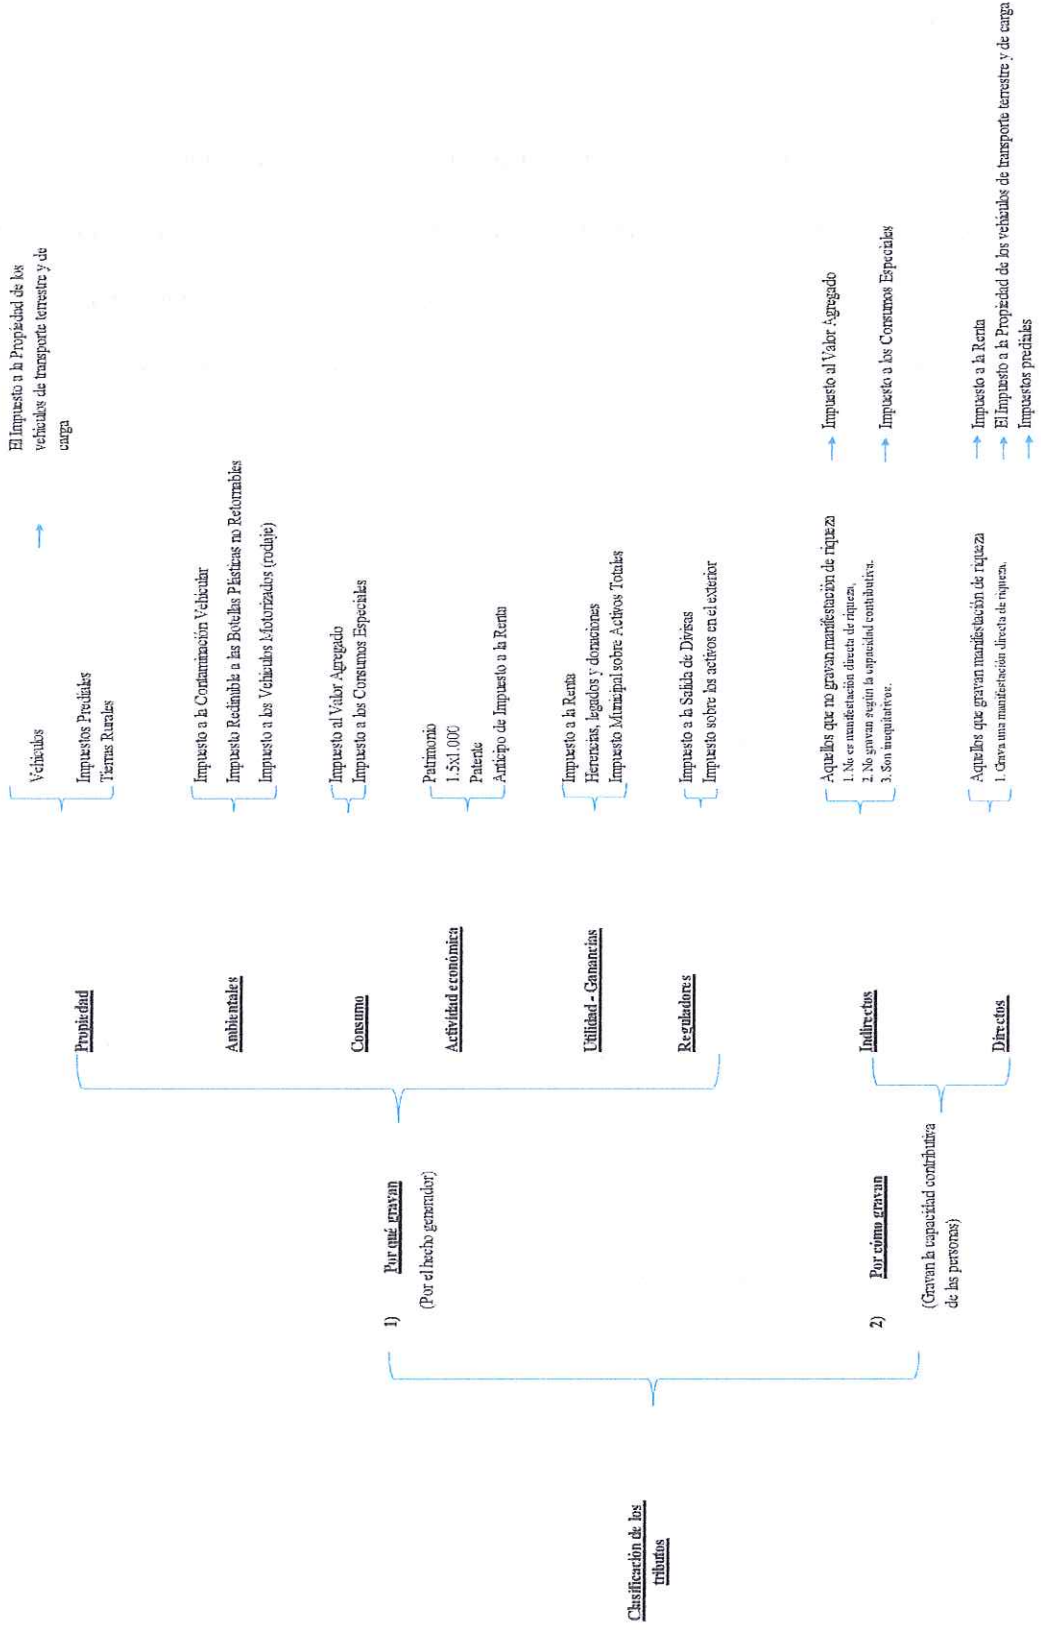 Clasificación de los
tributos
1) Por qué gravan
(Por el hecho generador)
Propiedad
Vehículos
El Impuesto a la Propiedad de los
vehículos de transporte terrestre y de
carga
Impuestos Prediales
Tierras Rurales
Ambientales
Impuesto a la Contaminación Vehicular
Impuesto Redimible a las Botellas Plásticas no Retornables
Impuesto a los Vehículos Motorizados (rodaje)
Consumo
Impuesto al Valor Agregado
Impuesto a los Consumos Especiales
Actividad económica
Patrimonio
1.5x1.000
Patente
Anticipo de Impuesto a la Renta
Utilidad - Ganancias
Impuesto a la Renta
Herencias, legados y donaciones
Impuesto Municipal sobre Activos Totales
Reguladores
Impuesto a la Salida de Divisas
Impuesto sobre los activos en el exterior
2) Por cómo gravan
(Gravan la capacidad contributiva
de las personas)
Indirectos
Aquellos que no gravan manifestación de riqueza
1. No es manifestación directa de riqueza.
2. No gravan según la capacidad contributiva.
3. Son inequitativos.
Impuesto al Valor Agregado
Impuesto a los Consumos Especiales
Directos
Aquellos que gravan manifestación de riqueza
1. Grava una manifestación directa de riqueza.
Impuesto a la Renta
El Impuesto a la Propiedad de los vehículos de transporte terrestre y de carga
Impuestos prediales